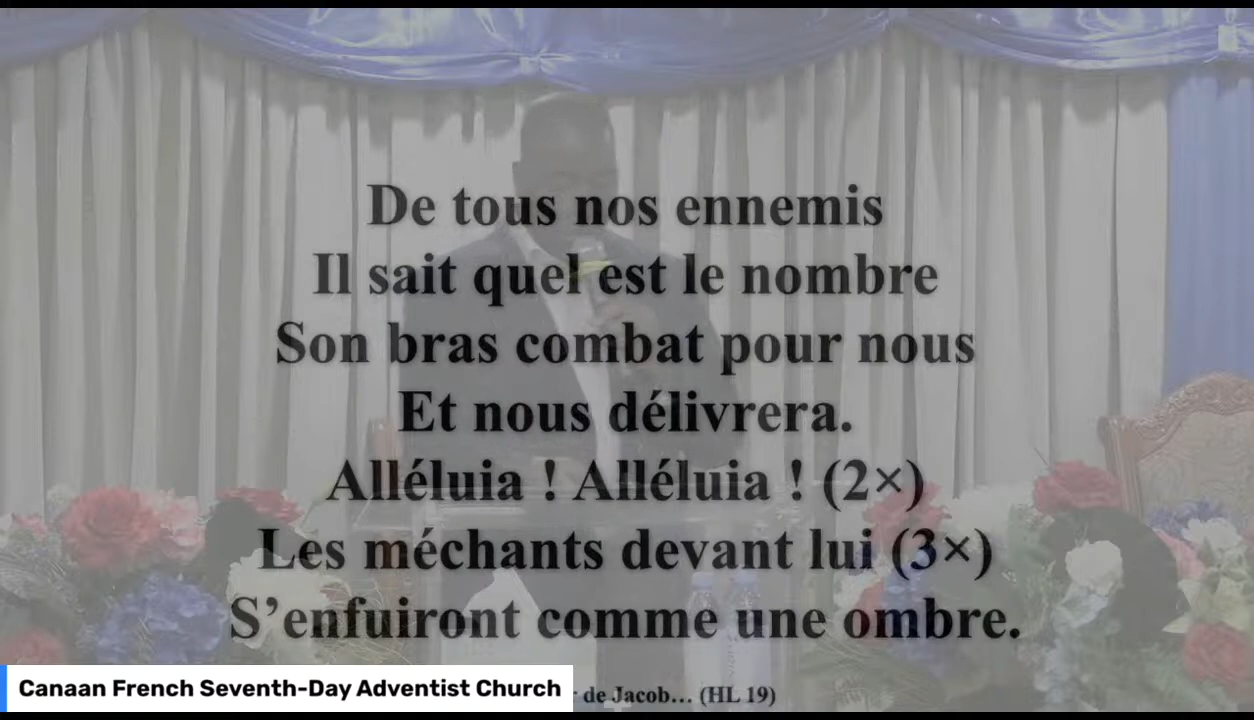 De tous nos ennemis
Il sait quel est le nombre
Son bras combat pour nous
Et nous délivrera.
Alléluia ! Alléluia ! (2×)
Les méchants devant lui (3×)
S’enfuiront comme une ombre.
Canaan French Seventh-Day Adventist Church
de Jacob... (HL 19)